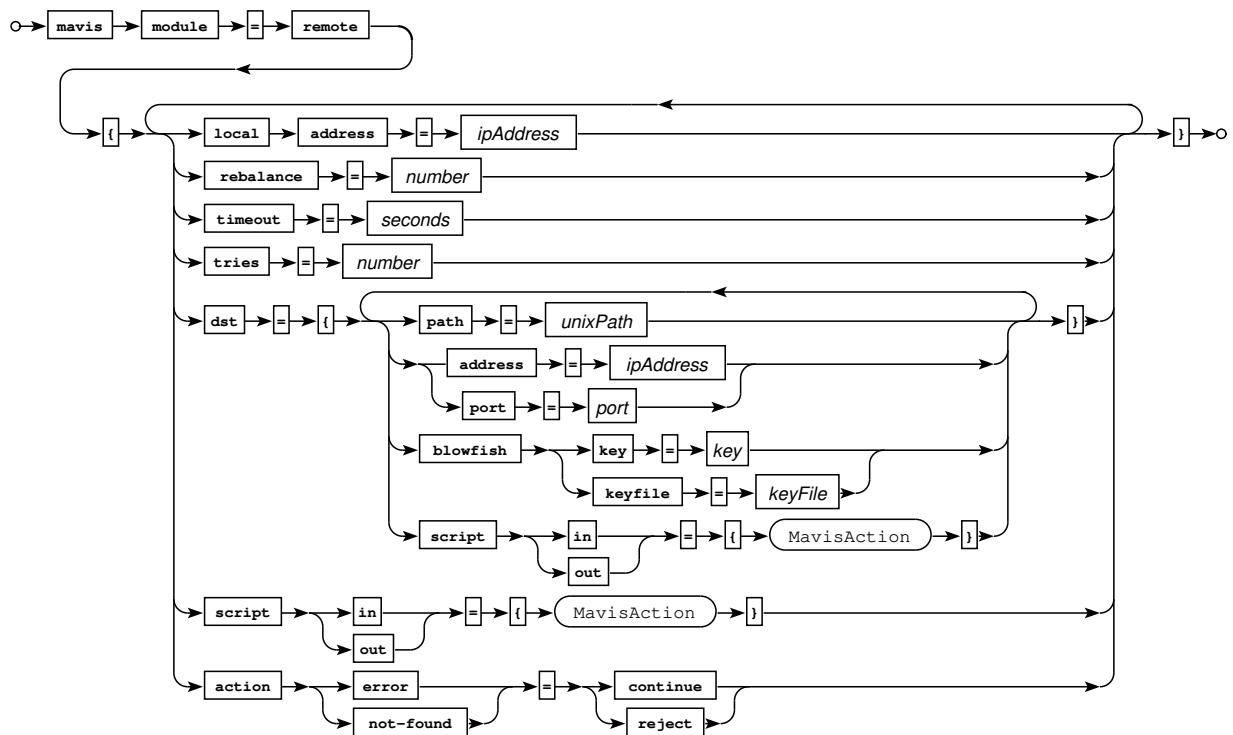 mavis module = remote
{ local address = ipAddress }
rebalance = number
timeout = seconds
tries = number
dst = { path = unixPath }
address = ipAddress
port = port
blowfish key = key
keyfile = keyFile
script in = { MavisAction }
out
script in = { MavisAction }
out
action error = continue
not-found reject